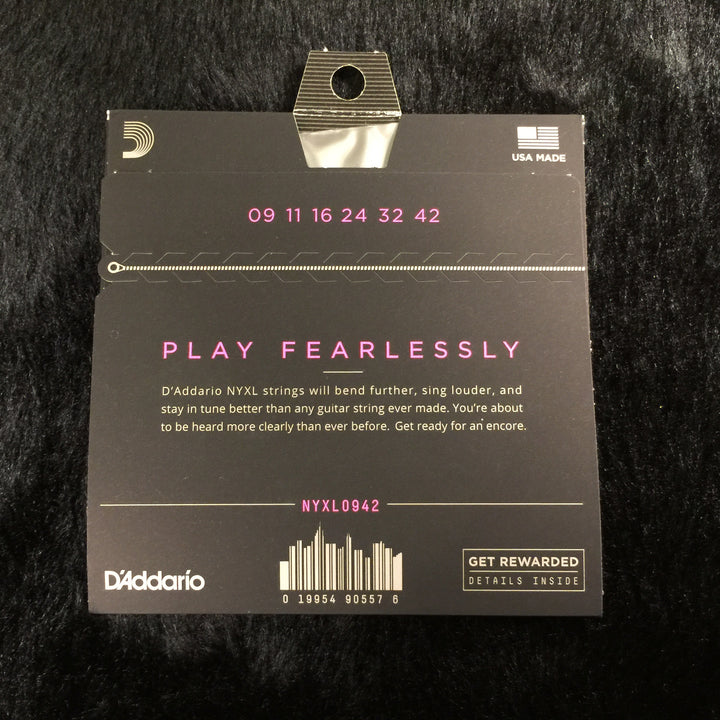 USA MADE
09 11 16 24 32 42
PLAY FEARLESSLY
D'Addario NYXL strings will bend further, sing louder, and
stay in tune better than any guitar string ever made. You're about
to be heard more clearly than ever before. Get ready for an encore.
NYXL0942
D'Addario
0 19954 90557 6
GET REWARDED
DETAILS INSIDE